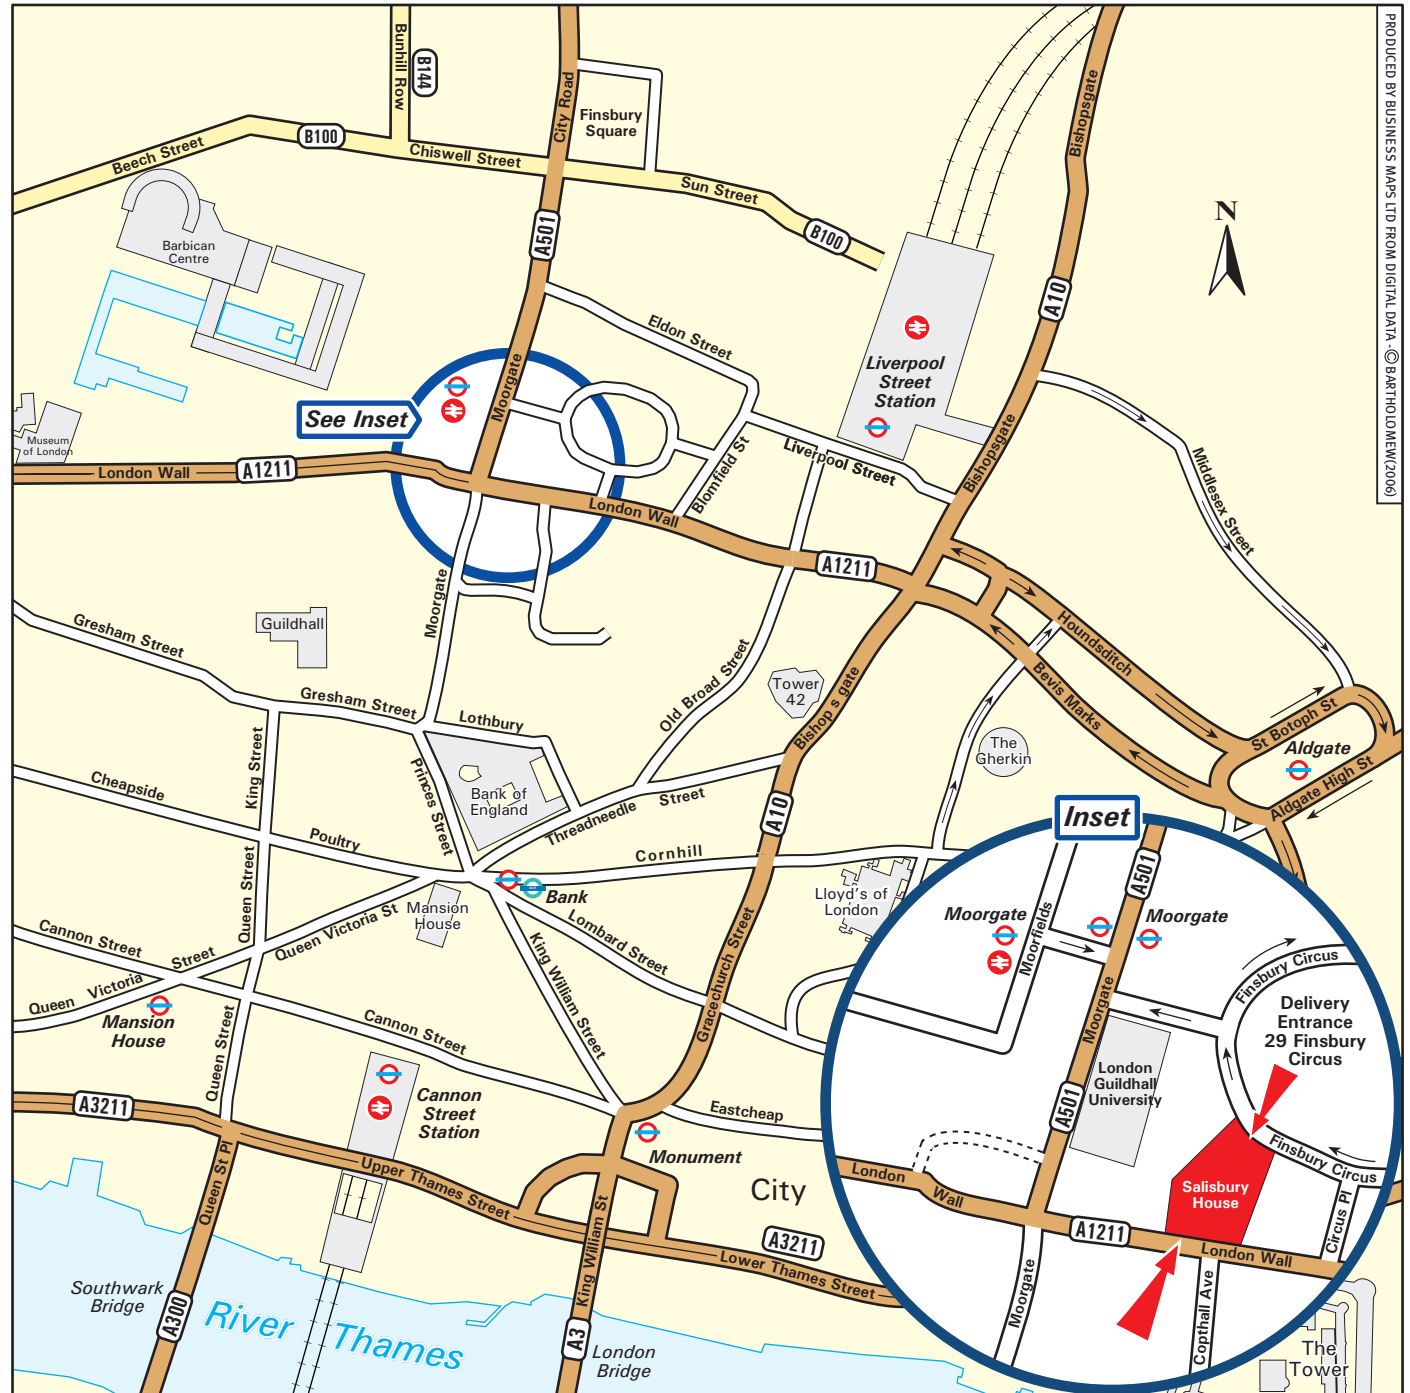 PRODUCED BY BUSINESS MAPS LTD FROM DIGITAL DATA - © BARTHOLOMEW(2006)
Bunhill Row
B144
City Road
Finsbury
Square
Bishopsgate
B100
Beech Street
Chiswell Street
Sun Street
B100
N
A501
Barbican
Centre
A10
Eldon Street
Liverpool
Street
Station
Moorgate
See Inset
Museum
of London
London Wall
A1211
Blomfield St
Liverpool Street
Bishopsgate
Middlesex Street
London Wall
A1211
Moorgate
Gresham Street
Guildhall
Houndsditch
Bevis Marks
Old Broad Street
Tower
42
Bishop s gate
Gresham Street
Lothbury
St Botoph St
Aldgate
Aldgate High St
The
Gherkin
King Street
Cheapside
Princes Street
Bank of
England
Threadneedle
Street
A10
Poultry
Cornhill
Inset
Queen Street
Mansion
House
Bank
Lloyd's of
London
Cannon Street
Queen Victoria St
Lombard Street
Queen
Victoria
Street
Mansion
House
King William Street
Gracechurch Street
Cannon Street
Queen Street
Cannon
Street
Station
A3211
Eastcheap
Monument
City
Upper Thames Street
Queen St Pl
King William St
A3211
Lower Thames Street
Southwark
Bridge
A300
River Thames
A3
London
Bridge
A501
Moorgate
Moorfields
Moorgate
Finsbury Circus
Moorgate
Delivery
Entrance
29 Finsbury
Circus
London
Guildhall
University
A501
Finsbury Circus
London
Wall
Salisbury
House
Circus Pl
A1211
London Wall
Moorgate
Copthall Ave
The
Tower